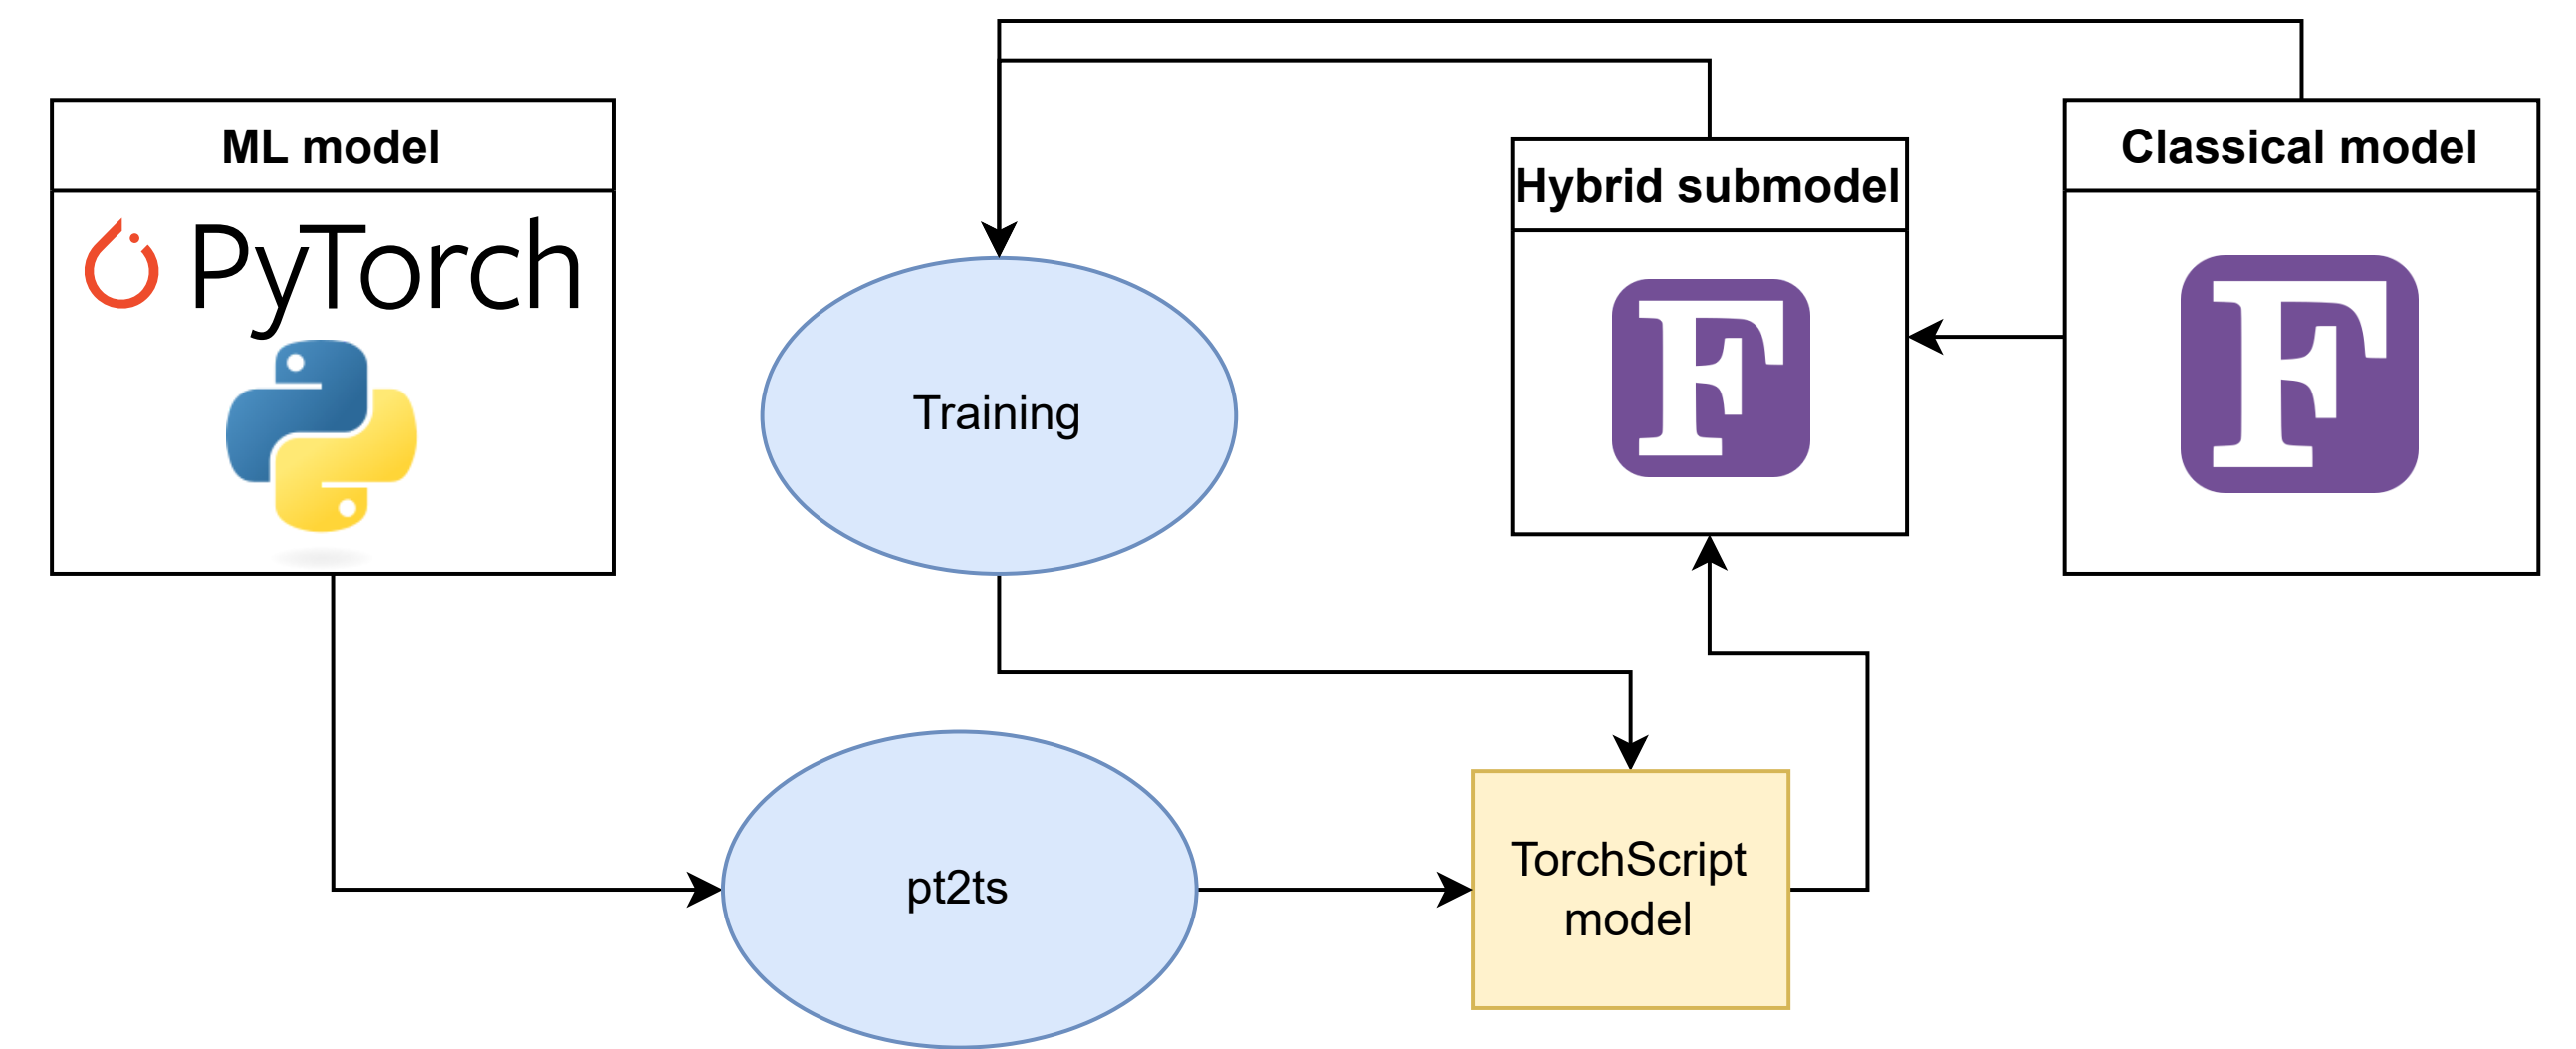 ML model
PyTorch
Training
Hybrid submodel
F
Classical model
F
pt2ts
TorchScript
model